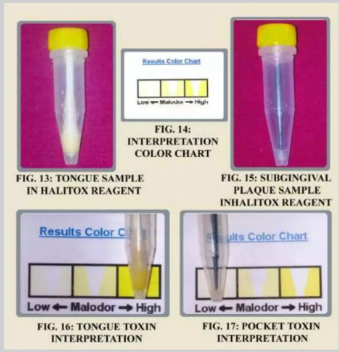 Results Color Chart
Low ← Malodor → High
FIG. 13: TONGUE SAMPLE
IN HALITOX REAGENT
FIG. 14:
INTERPRETATION
COLOR CHART
FIG. 15: SUBGINGIVAL
PLAQUE SAMPLE
INHALITOX REAGENT
Results Color
Low ← Malodor → High
FIG. 16: TONGUE TOXIN
INTERPRETATION
Results Color Chart
Low ← Malodor → High
FIG. 17: POCKET TOXIN
INTERPRETATION